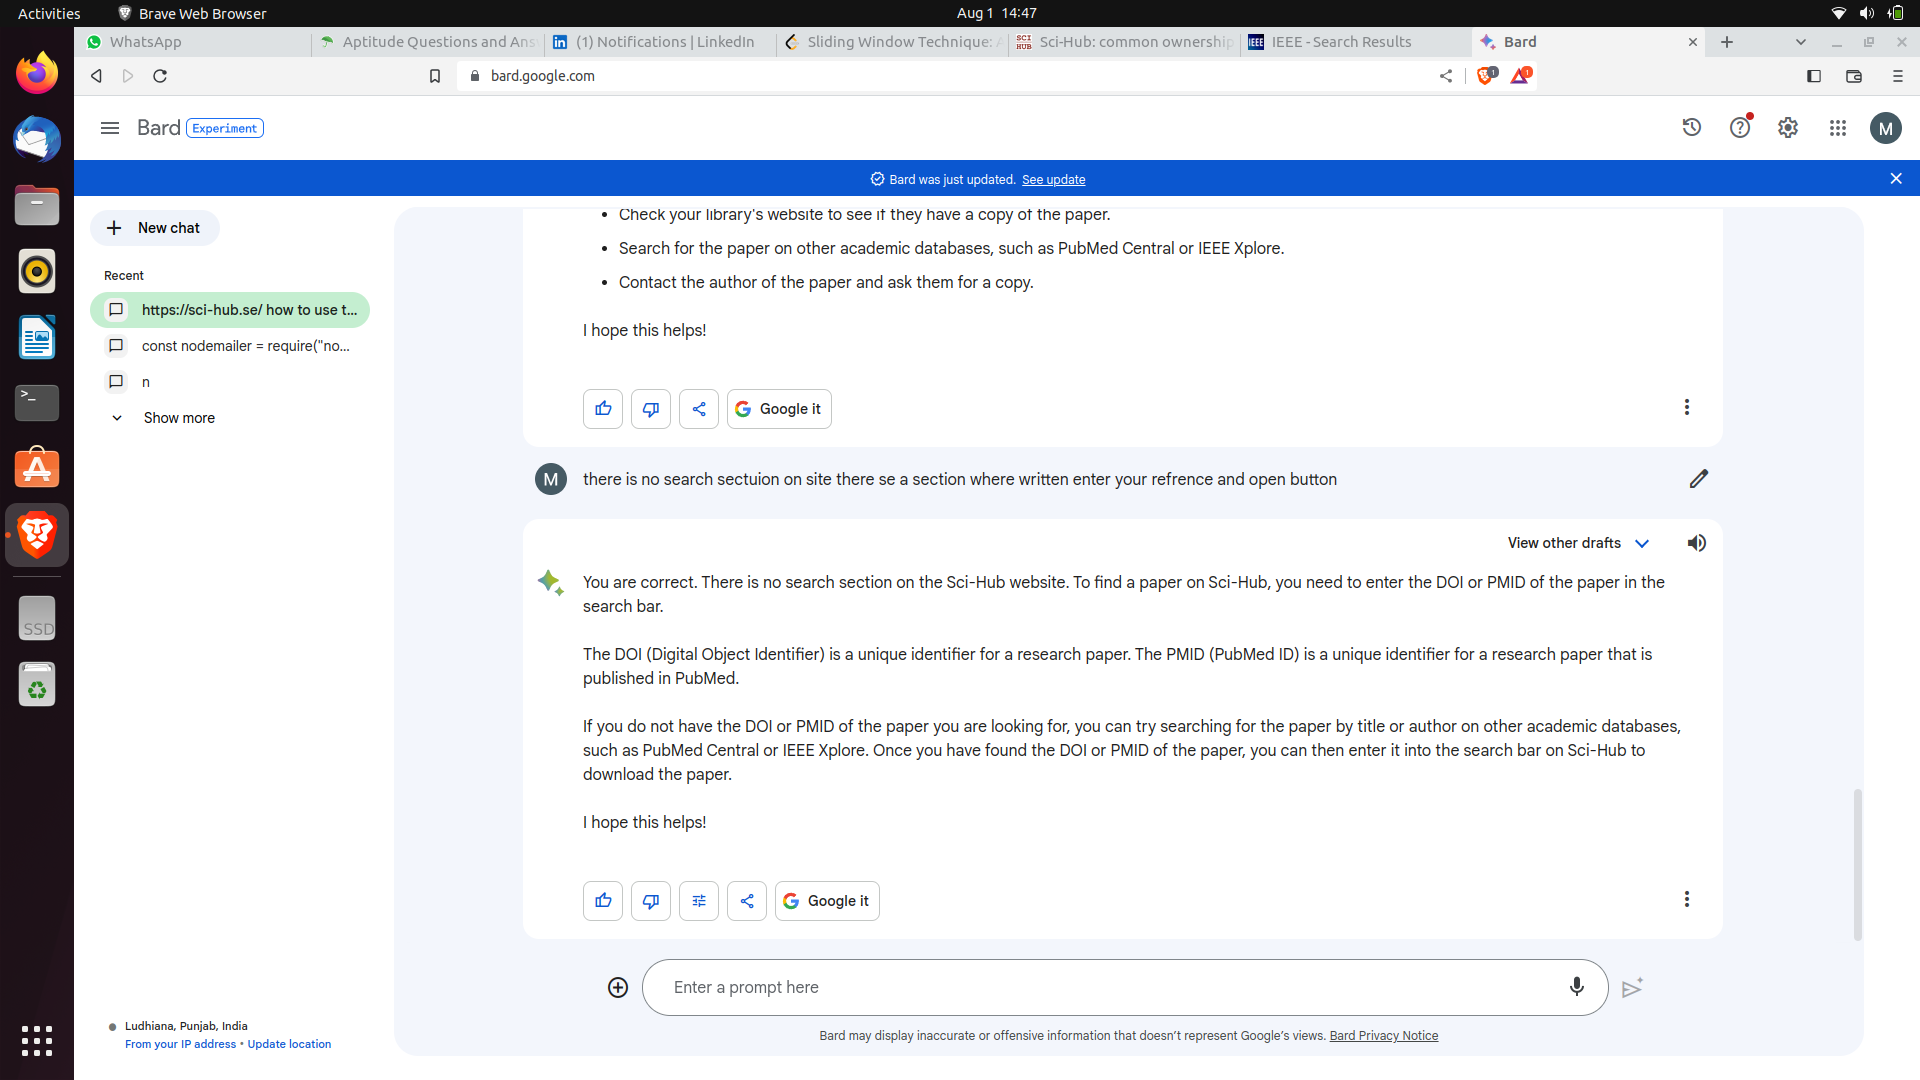 Activities
Brave Web Browser
Aug 1 14:47
WhatsApp
Aptitude Questions and Ans
(1) Notifications | LinkedIn
Sliding Window Technique: A
SCI HUB
Sci-Hub: common ownership
IEEE
IEEE - Search Results
Bard
bard.google.com
1
1
Bard
Experiment
M
Bard was just updated. See update
New chat
Recent
https://sci-hub.se/ how to use t...
const nodemailer = require("no...
n
Show more
Check your library's website to see if they have a copy of the paper.
Search for the paper on other academic databases, such as PubMed Central or IEEE Xplore.
Contact the author of the paper and ask them for a copy.
I hope this helps!
Google it
M
there is no search sectuion on site there se a section where written enter your refrence and open button
View other drafts
You are correct. There is no search section on the Sci-Hub website. To find a paper on Sci-Hub, you need to enter the DOI or PMID of the paper in the
search bar.
The DOI (Digital Object Identifier) is a unique identifier for a research paper. The PMID (PubMed ID) is a unique identifier for a research paper that is
published in PubMed.
If you do not have the DOI or PMID of the paper you are looking for, you can try searching for the paper by title or author on other academic databases,
such as PubMed Central or IEEE Xplore. Once you have found the DOI or PMID of the paper, you can then enter it into the search bar on Sci-Hub to
download the paper.
I hope this helps!
Google it
Enter a prompt here
Bard may display inaccurate or offensive information that doesn't represent Google's views. Bard Privacy Notice
Ludhiana, Punjab, India
From your IP address • Update location
>_
SSD